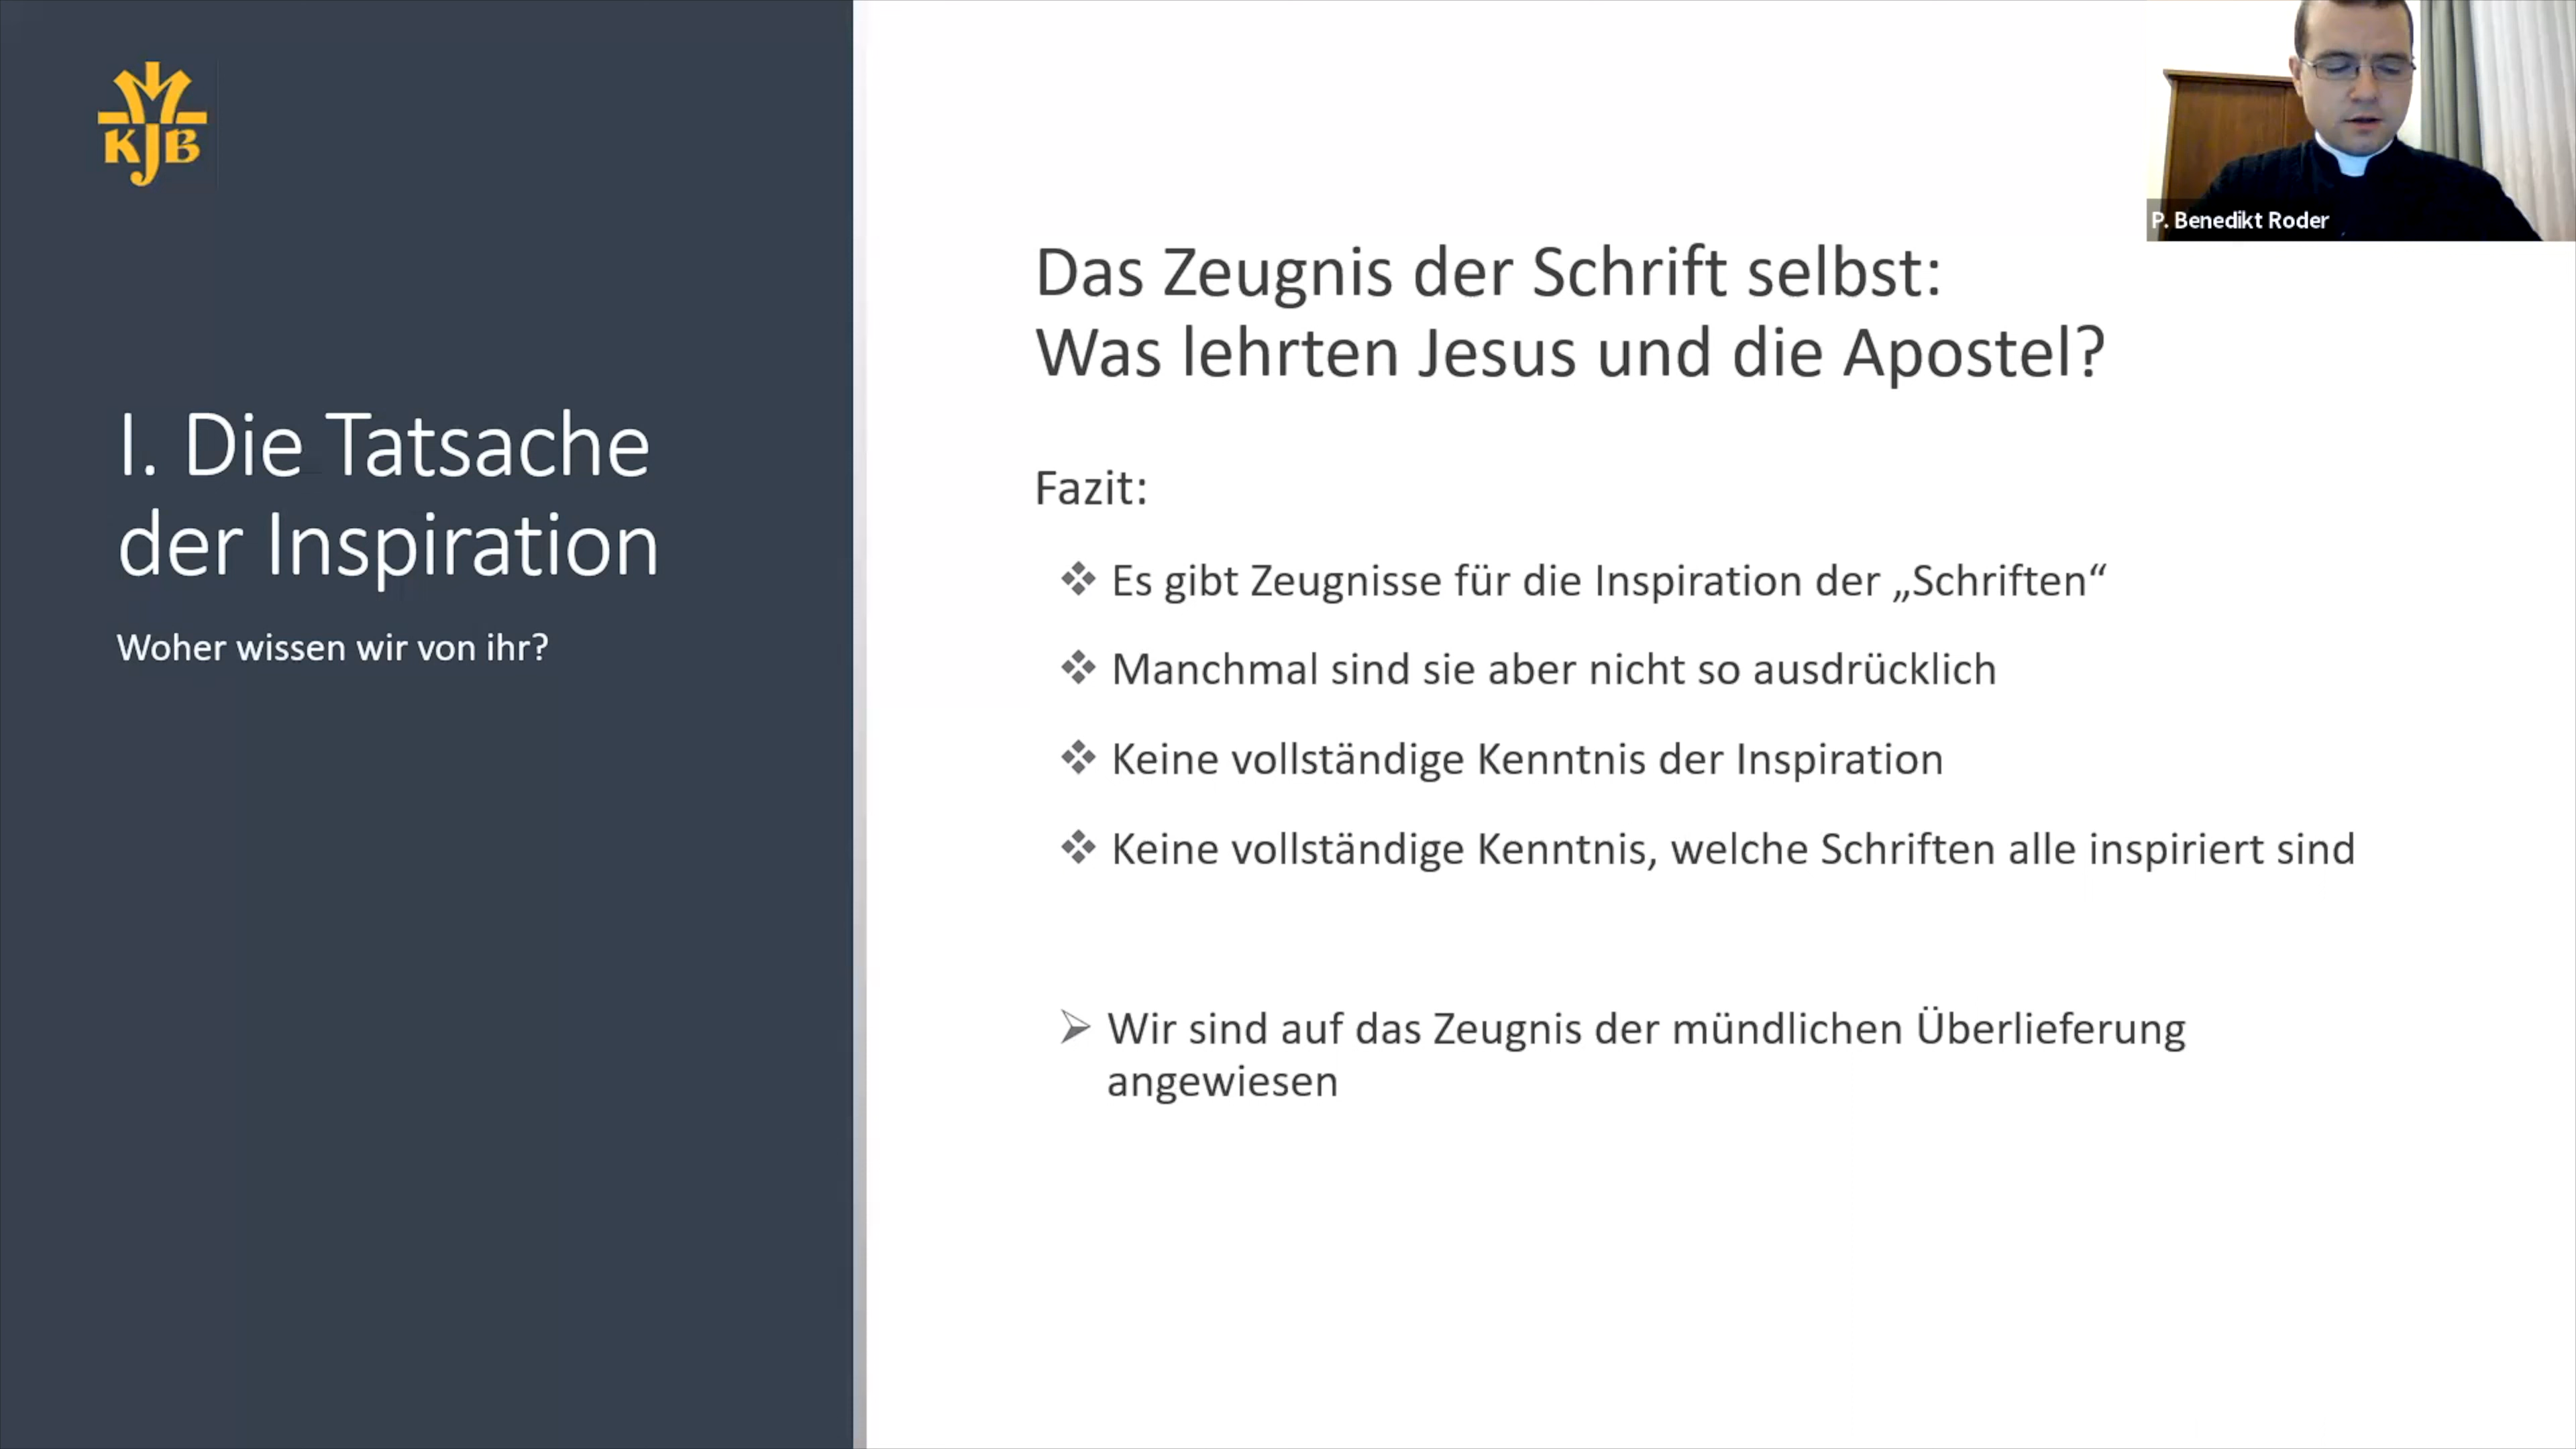 KJB
I. Die Tatsache
der Inspiration
Woher wissen wir von ihr?
P. Benedikt Roder
Das Zeugnis der Schrift selbst:
Was lehrten Jesus und die Apostel?
Fazit:
❖ Es gibt Zeugnisse für die Inspiration der „Schriften“
❖ Manchmal sind sie aber nicht so ausdrücklich
❖ Keine vollständige Kenntnis der Inspiration
❖ Keine vollständige Kenntnis, welche Schriften alle inspiriert sind
➢ Wir sind auf das Zeugnis der mündlichen Überlieferung
angewiesen